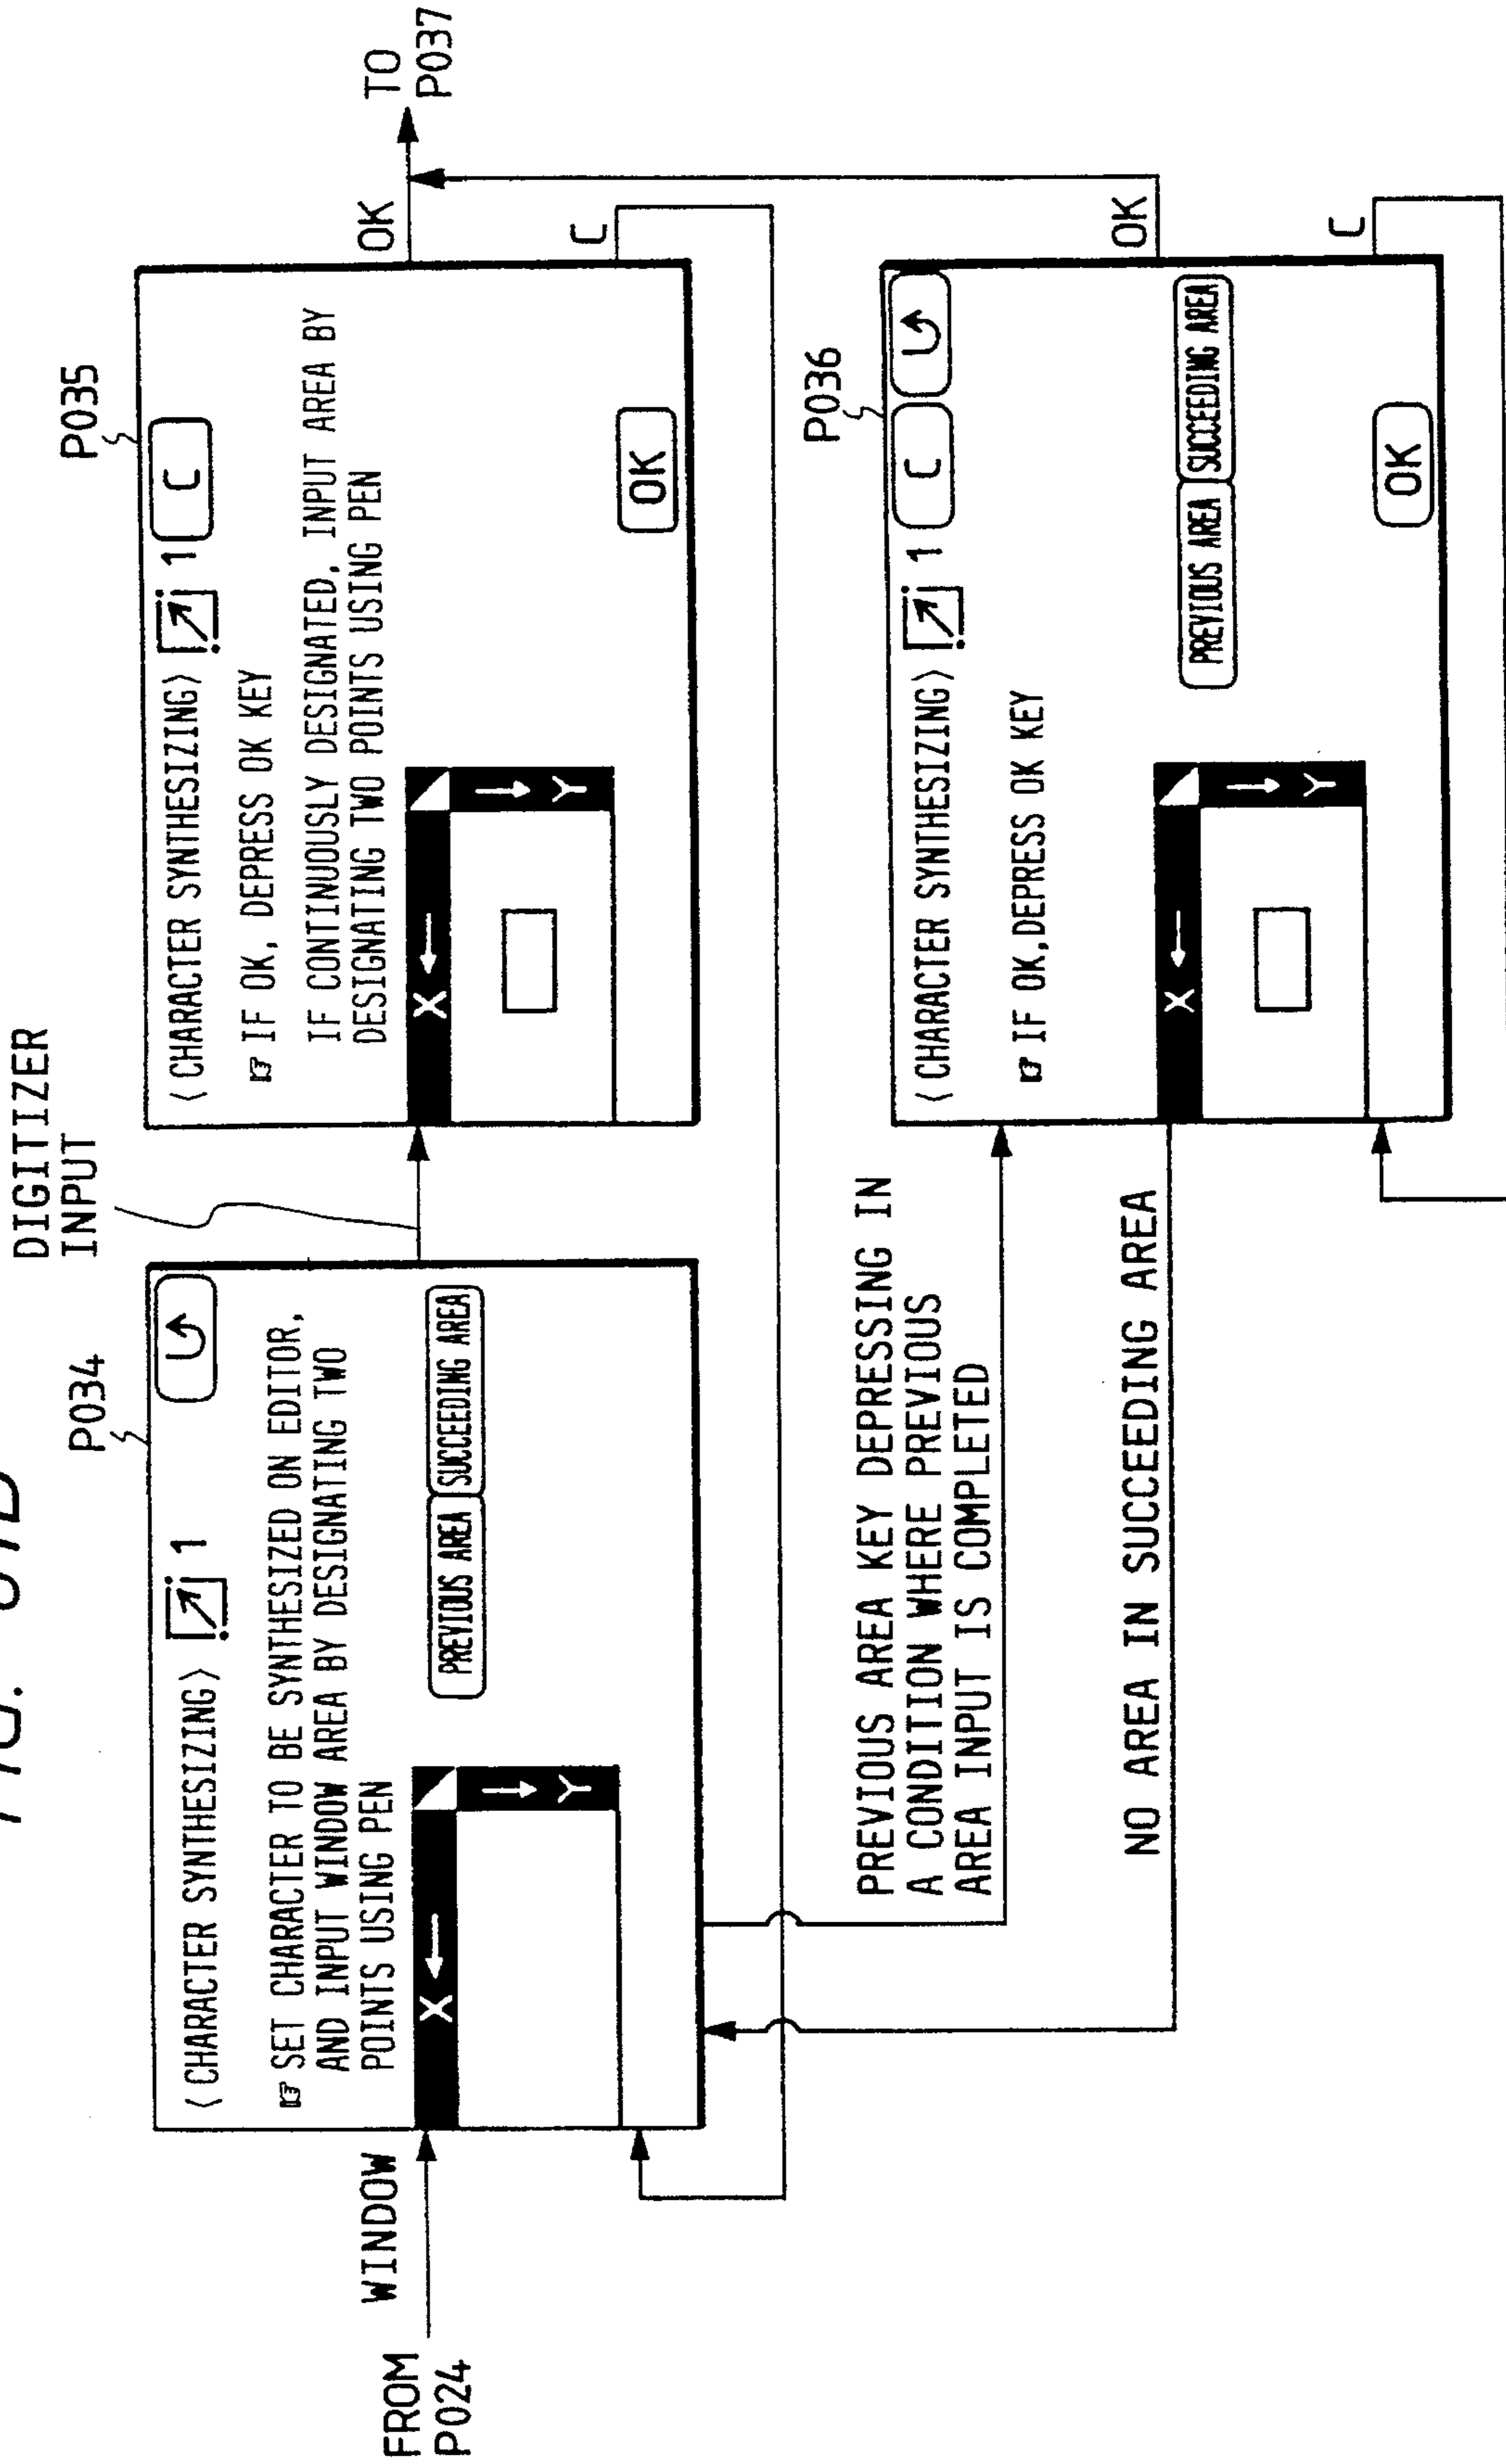 DIGITIZER
INPUT
P034
〈CHARACTER SYNTHESIZING〉 1
☞ SET CHARACTER TO BE SYNTHESIZED ON EDITOR,
AND INPUT WINDOW AREA BY DESIGNATING TWO
POINTS USING PEN
X → 
↓ Y
PREVIOUS AREA SUCCEEDING AREA
FROM
P024
WINDOW
P035
〈CHARACTER SYNTHESIZING〉 1 C
☞ IF OK, DEPRESS OK KEY
IF CONTINUOUSLY DESIGNATED, INPUT AREA BY
DESIGNATING TWO POINTS USING PEN
X →
↓ Y
OK
OK
C
TO
P037
PREVIOUS AREA KEY DEPRESSING IN
A CONDITION WHERE PREVIOUS
AREA INPUT IS COMPLETED
NO AREA IN SUCCEEDING AREA
P036
〈CHARACTER SYNTHESIZING〉 1 C
☞ IF OK,DEPRESS OK KEY
X →
↓ Y
PREVIOUS AREA SUCCEEDING AREA
OK
OK
C